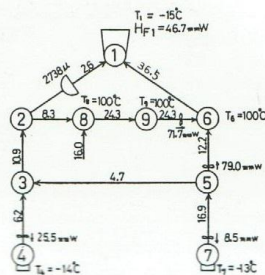 T₁ = -15°C
H_F1 = 46.7 mmW
1
2738μ
2.6
36.5
T₈ = 100°C
T₉ = 100°C
2
8.3
8
24.3
9
24.3
6
T₆ = 100°C
71.7 mmW
16.0
10.9
12.2
79.0 mmW
3
4.7
5
6.2
16.9
25.5 mmW
8.5 mmW
4
7
T₄ = -14°C
T₇ = -13°C